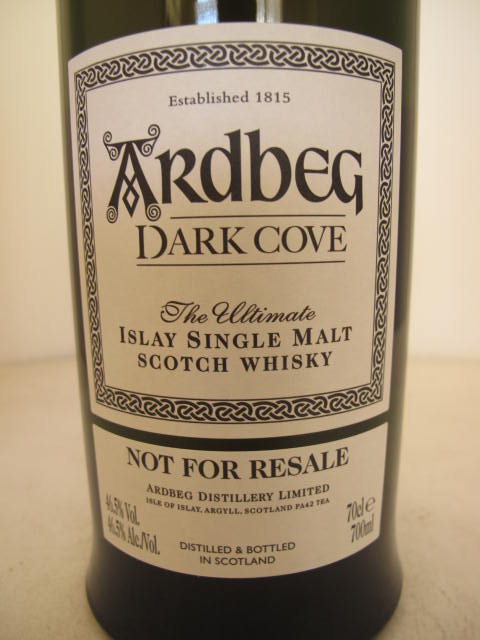 Established 1815
ARDBEG
DARK COVE
The Ultimate
ISLAY SINGLE MALT
SCOTCH WHISKY
NOT FOR RESALE
ARDBEG DISTILLERY LIMITED
ISLE OF ISLAY, ARGYLL, SCOTLAND PA42 7EA
46.5% Vol. 70cl e
46.5% Alc./Vol. 700ml
DISTILLED & BOTTLED
IN SCOTLAND